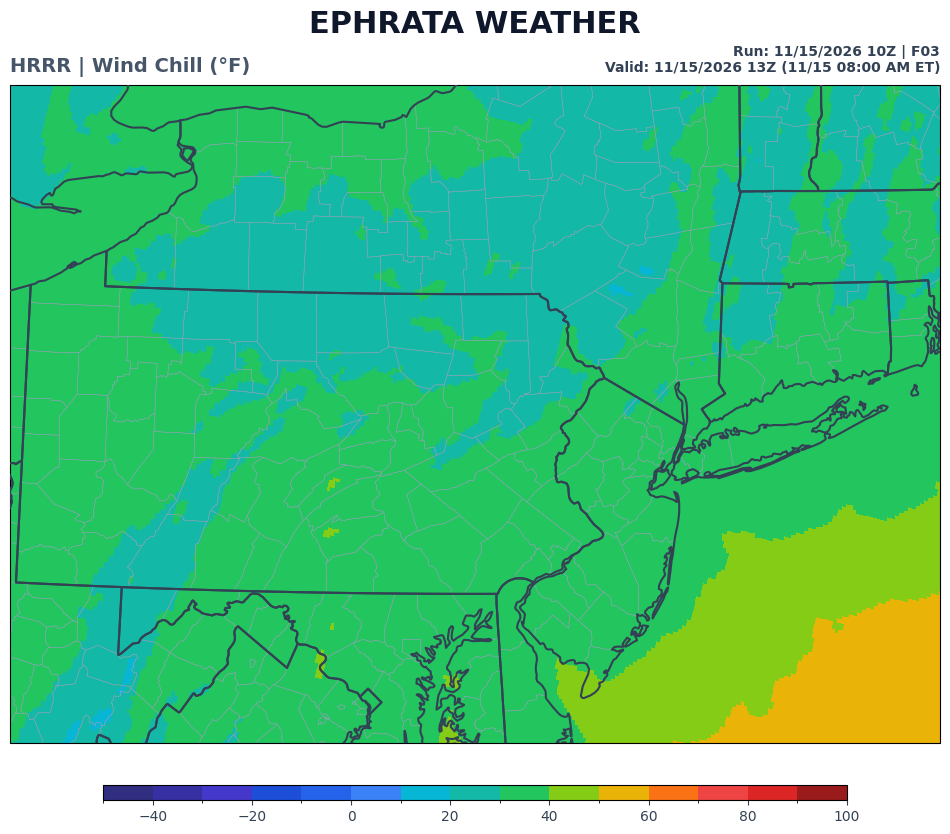 EPHRATA WEATHER
HRRR | Wind Chill (°F)
Run: 11/15/2026 10Z | F03
Valid: 11/15/2026 13Z (11/15 08:00 AM ET)
−40 −20 0 20 40 60 80 100